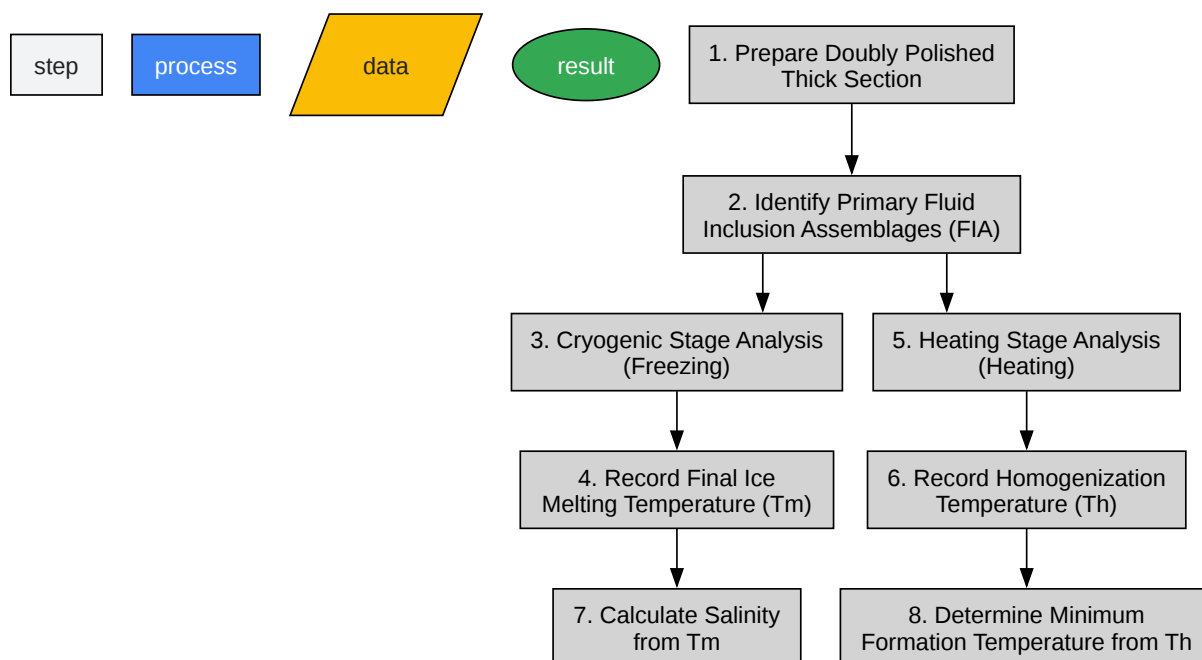 step
process
data
result
1. Prepare Doubly Polished
Thick Section
2. Identify Primary Fluid
Inclusion Assemblages (FIA)
3. Cryogenic Stage Analysis
(Freezing)
5. Heating Stage Analysis
(Heating)
4. Record Final Ice
Melting Temperature (Tm)
6. Record Homogenization
Temperature (Th)
7. Calculate Salinity
from Tm
8. Determine Minimum
Formation Temperature from Th